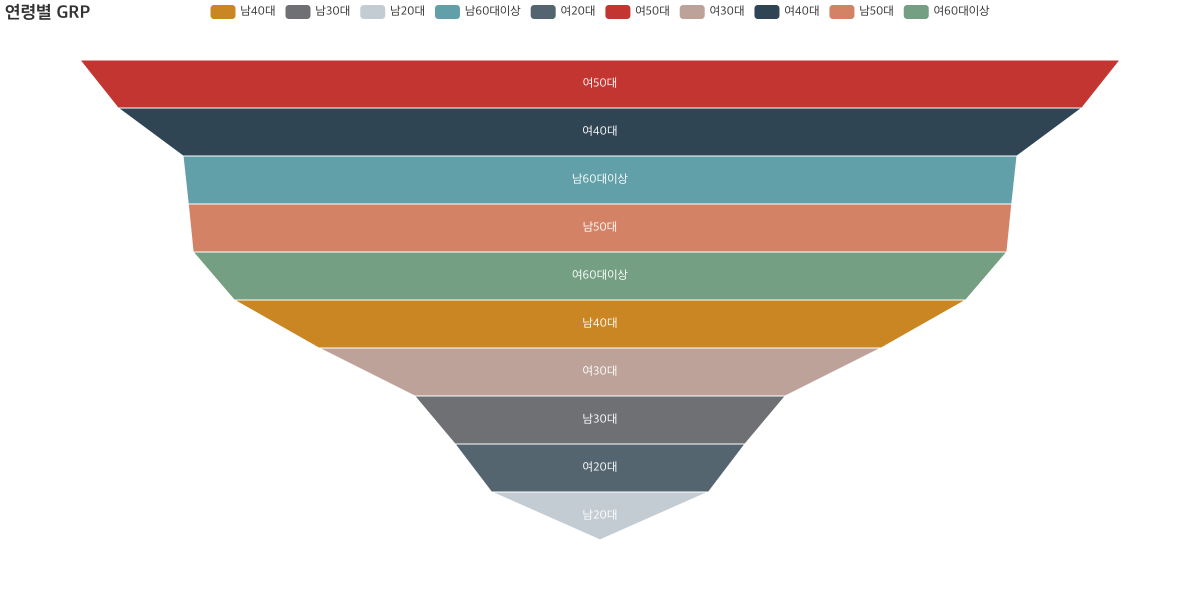 연령별 GRP
남40대 남30대 남20대 남60대이상 여20대 여50대 여30대 여40대 남50대 여60대이상
여50대
여40대
남60대이상
남50대
여60대이상
남40대
여30대
남30대
여20대
남20대